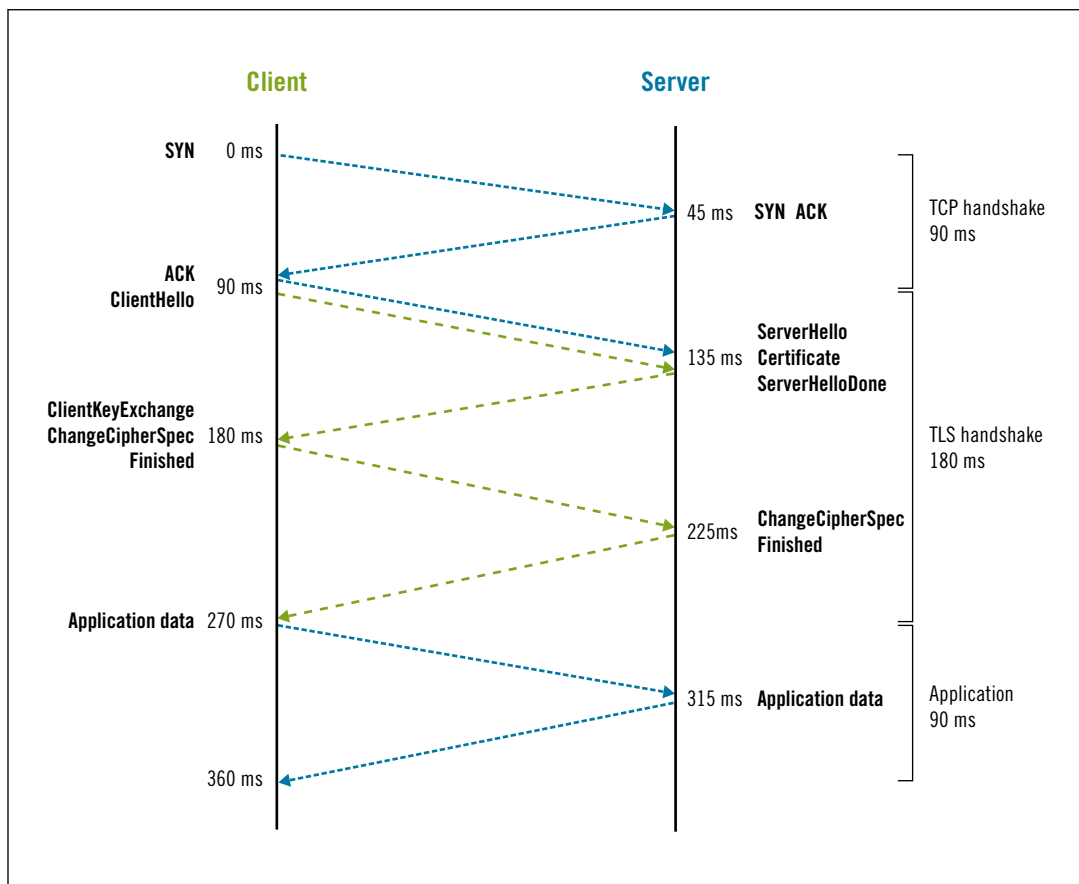 Client
Server
SYN 0 ms
45 ms SYN ACK
TCP handshake
90 ms
ACK
ClientHello
90 ms
135 ms
ServerHello
Certificate
ServerHelloDone
ClientKeyExchange
ChangeCipherSpec
Finished
180 ms
TLS handshake
180 ms
225ms
ChangeCipherSpec
Finished
Application data 270 ms
315 ms Application data
Application
90 ms
360 ms